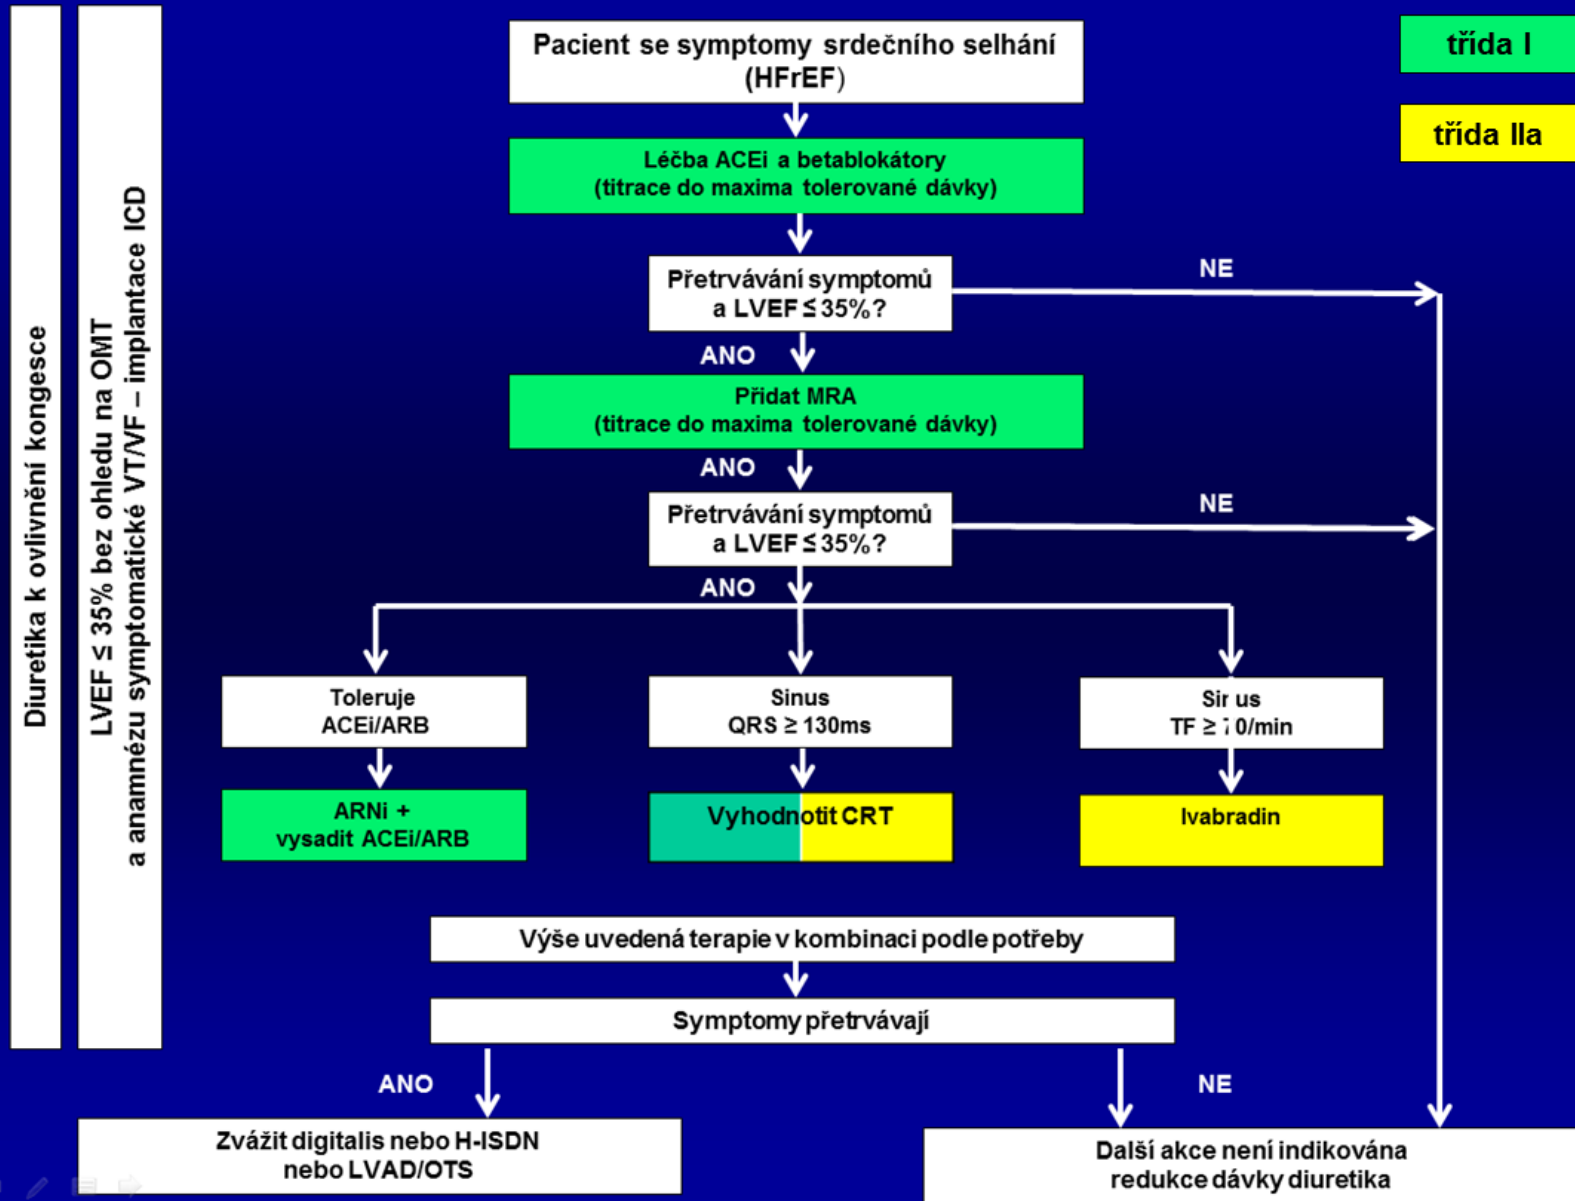 Diuretika k ovlivnění kongesce
LVEF ≤ 35% bez ohledu na OMT
a anamnézu symptomatické VT/VF – implantace ICD
Pacient se symptomy srdečního selhání
(HFrEF)
třída I
třída IIa
Léčba ACEi a betablokátory
(titrace do maxima tolerované dávky)
Přetrvávání symptomů
a LVEF ≤ 35%?
NE
ANO
Přidat MRA
(titrace do maxima tolerované dávky)
ANO
Přetrvávání symptomů
a LVEF ≤ 35%?
NE
ANO
Toleruje
ACEi/ARB
Sinus
QRS ≥ 130ms
Sinus
TF ≥ 70/min
ARNi +
vysadit ACEi/ARB
Vyhodnotit CRT
Ivabradin
Výše uvedená terapie v kombinaci podle potřeby
Symptomy přetrvávají
ANO
NE
Zvážit digitalis nebo H-ISDN
nebo LVAD/OTS
Další akce není indikována
redukce dávky diuretika